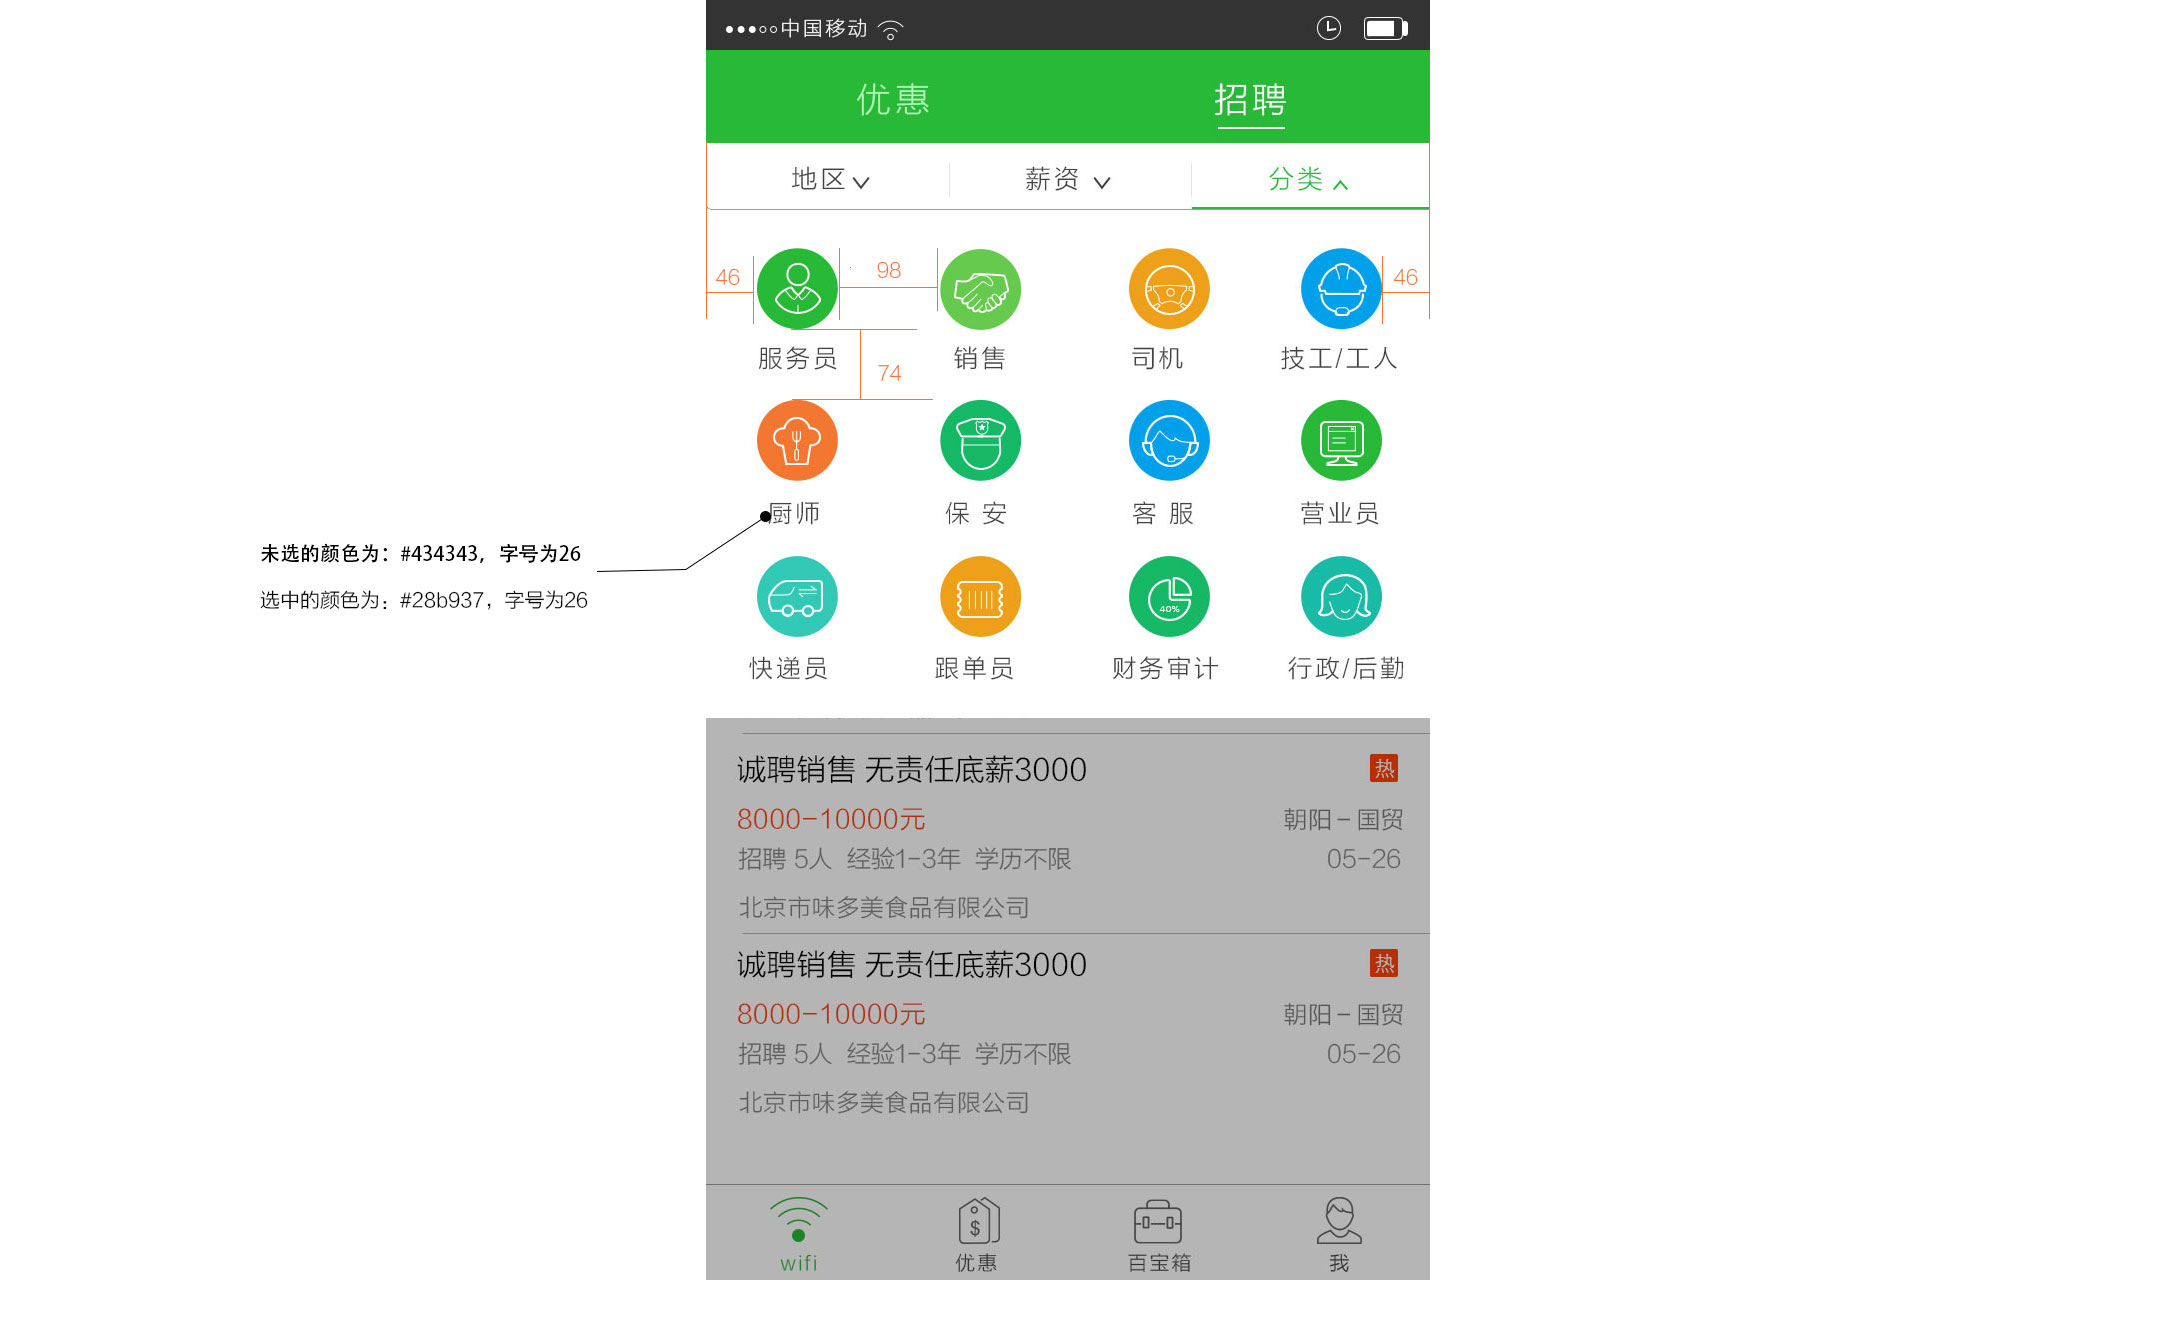 中国移动
优惠 招聘
地区 薪资 分类
46 98 46
服务员 销售 司机 技工/工人
74
厨师 保安 客服 营业员
未选的颜色为：#434343，字号为26
选中的颜色为：#28b937，字号为26
40%
快递员 跟单员 财务审计 行政/后勤
诚聘销售 无责任底薪3000 热
8000-10000元 朝阳-国贸
招聘 5人 经验1-3年 学历不限 05-26
北京市味多美食品有限公司
诚聘销售 无责任底薪3000 热
8000-10000元 朝阳-国贸
招聘 5人 经验1-3年 学历不限 05-26
北京市味多美食品有限公司
$
wifi 优惠 百宝箱 我